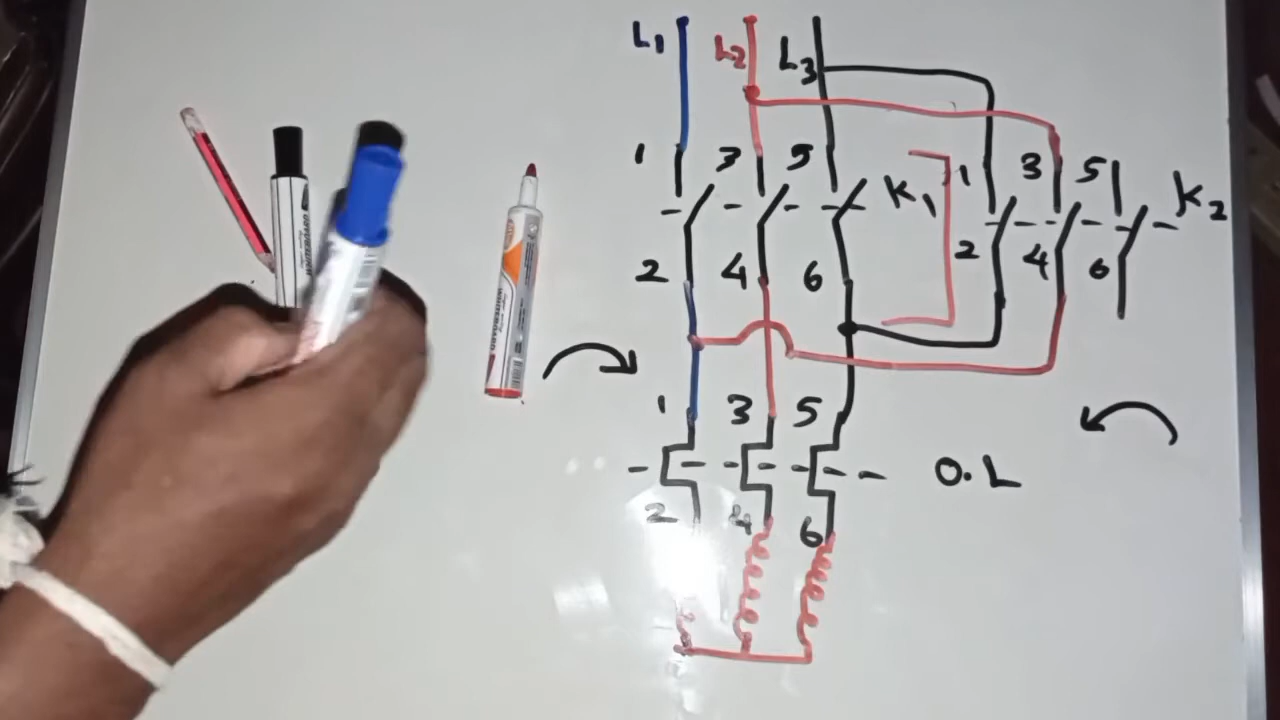 L1 L2 L3
1 3 5 K1 1 3 5 K2
2 4 6 2 4 6
1 3 5
O.L
2 4 6